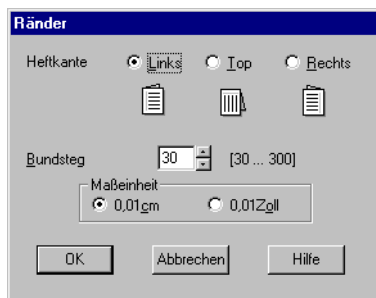 Ränder
Heftkante Links Top Rechts
Bundsteg 30 [30 ... 300]
Maßeinheit
0,01cm 0,01Zoll
OK Abbrechen Hilfe